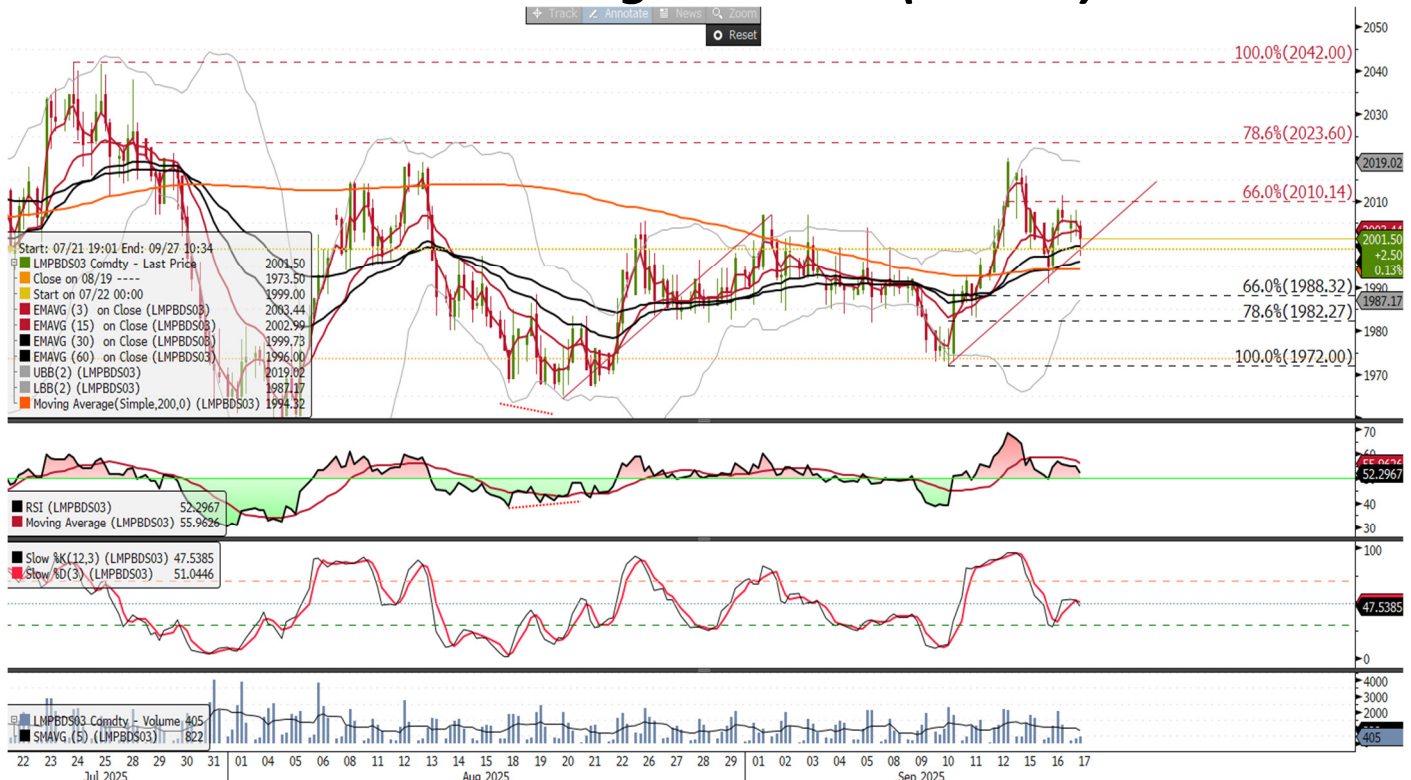 Track Annotate News Zoom
Reset
2050
100.0%(2042.00)
2040
2030
78.6%(2023.60)
2019.02
66.0%(2010.14)
2010
2001.50
+2.50
0.13%
1990
66.0%(1988.32)
1987.17
78.6%(1982.27)
1980
100.0%(1972.00)
1970
Start: 07/21 19:01 End: 09/27 10:34
LMPBDS03 Comdty - Last Price 2001.50
Close on 08/19 ---- 1973.50
Start on 07/22 00:00 1999.00
EMAVG (3) on Close (LMPBDS03) 2003.44
EMAVG (15) on Close (LMPBDS03) 2002.99
EMAVG (30) on Close (LMPBDS03) 1999.73
EMAVG (60) on Close (LMPBDS03) 1996.00
UBB(2) (LMPBDS03) 2019.02
LBB(2) (LMPBDS03) 1987.17
Moving Average(Simple,200,0) (LMPBDS03) 1994.32
70
55.9626
52.2967
40
30
RSI (LMPBDS03) 52.2967
Moving Average (LMPBDS03) 55.9626
Slow %K(12,3) (LMPBDS03) 47.5385
Slow %D(3) (LMPBDS03) 51.0446
100
47.5385
0
4000
3000
2000
405
LMPBDS03 Comdty - Volume 405
SMAVG (5) (LMPBDS03) 822
22 23 24 25 28 29 30 31 01 04 05 06 07 08 11 12 13 14 15 18 19 20 21 22 26 27 28 29 01 02 03 04 05 08 09 10 11 12 15 16 17
Jul 2025 Aug 2025 Sep 2025